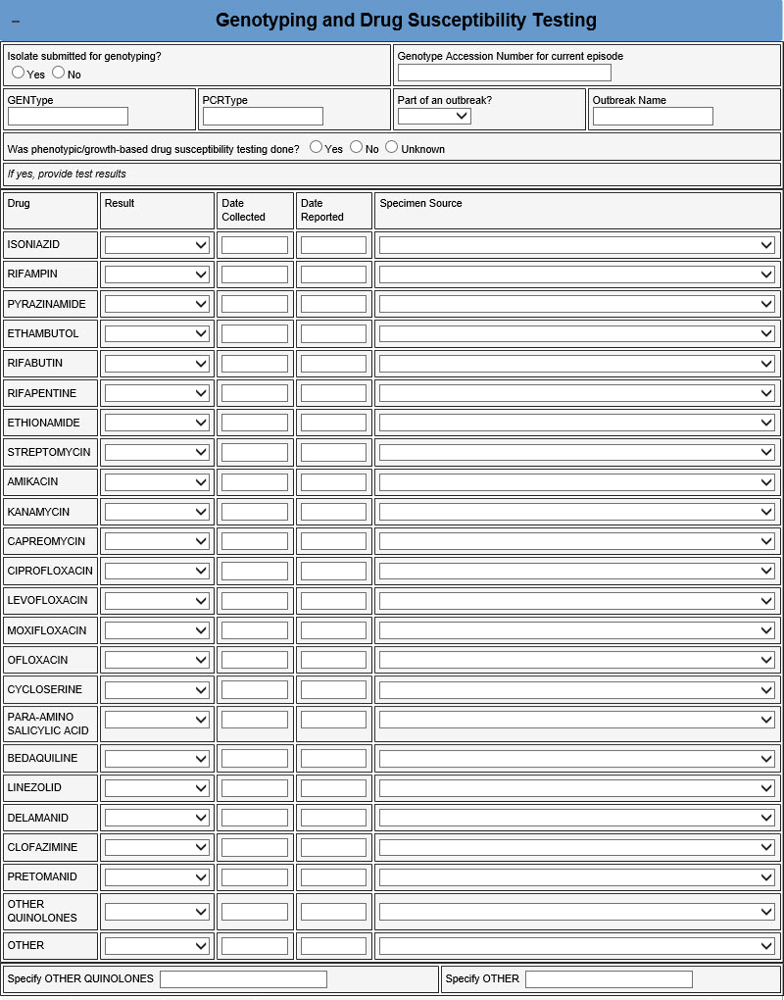 Genotyping and Drug Susceptibility Testing
Isolate submitted for genotyping?
Yes No
Genotype Accession Number for current episode
GENType
PCRType
Part of an outbreak?
Outbreak Name
Was phenotypic/growth-based drug susceptibility testing done? Yes No Unknown
If yes, provide test results
Drug
Result
Date
Collected
Date
Reported
Specimen Source
ISONIAZID
RIFAMPIN
PYRAZINAMIDE
ETHAMBUTOL
RIFABUTIN
RIFAPENTINE
ETHIONAMIDE
STREPTOMYCIN
AMIKACIN
KANAMYCIN
CAPREOMYCIN
CIPROFLOXACIN
LEVOFLOXACIN
MOXIFLOXACIN
OFLOXACIN
CYCLOSERINE
PARA-AMINO
SALICYLIC ACID
BEDAQUILINE
LINEZOLID
DELAMANID
CLOFAZIMINE
PRETOMANID
OTHER
QUINOLONES
OTHER
Specify OTHER QUINOLONES
Specify OTHER